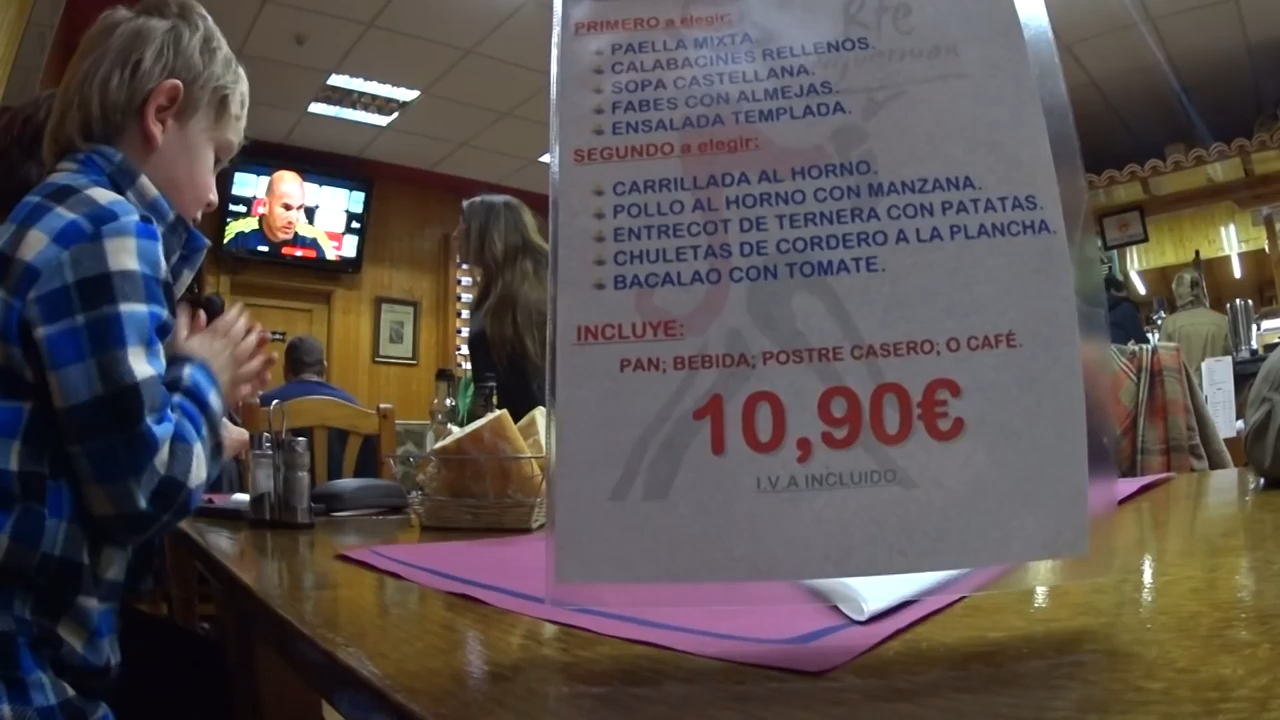 Rte
PRIMERO a elegir:
PAELLA MIXTA.
CALABACINES RELLENOS.
SOPA CASTELLANA.
FABES CON ALMEJAS.
ENSALADA TEMPLADA.
SEGUNDO a elegir:
CARRILLADA AL HORNO.
POLLO AL HORNO CON MANZANA.
ENTRECOT DE TERNERA CON PATATAS.
CHULETAS DE CORDERO A LA PLANCHA.
BACALAO CON TOMATE.
INCLUYE:
PAN; BEBIDA; POSTRE CASERO; O CAFÉ.
10,90€
I.V.A INCLUIDO